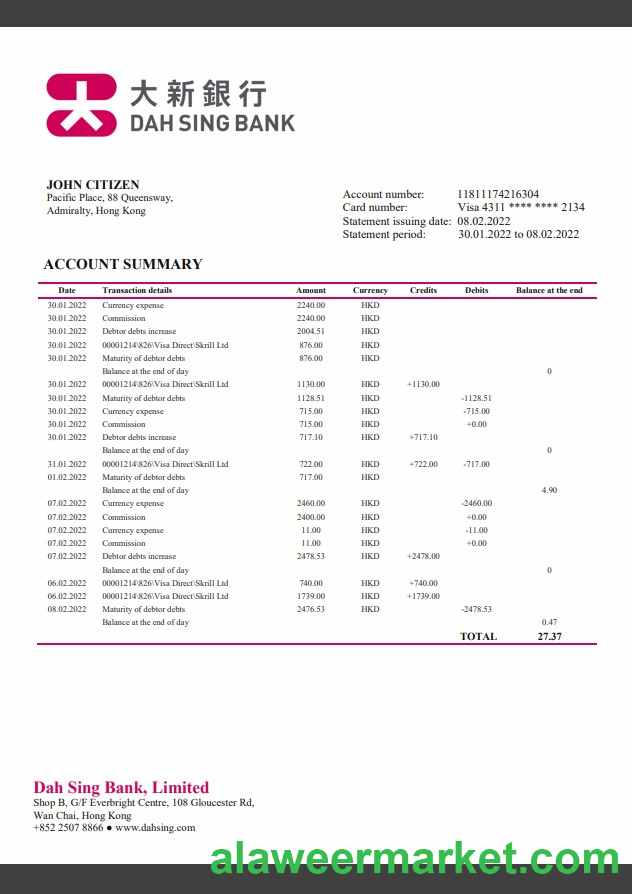 大新銀行
DAH SING BANK
JOHN CITIZEN
Pacific Place, 88 Queensway,
Admiralty, Hong Kong
Account number: 11811174216304
Card number: Visa 4311 **** **** 2134
Statement issuing date: 08.02.2022
Statement period: 30.01.2022 to 08.02.2022
ACCOUNT SUMMARY
Date Transaction details Amount Currency Credits Debits Balance at the end
30.01.2022 Currency expense 2240.00 HKD
30.01.2022 Commission 2240.00 HKD
30.01.2022 Debtor debts increase 2004.51 HKD
30.01.2022 00001214\826\Visa Direct\Skrill Ltd 876.00 HKD
30.01.2022 Maturity of debtor debts 876.00 HKD
Balance at the end of day 0
30.01.2022 00001214\826\Visa Direct\Skrill Ltd 1130.00 HKD +1130.00
30.01.2022 Maturity of debtor debts 1128.51 HKD -1128.51
30.01.2022 Currency expense 715.00 HKD -715.00
30.01.2022 Commission 715.00 HKD +0.00
30.01.2022 Debtor debts increase 717.10 HKD +717.10
Balance at the end of day 0
31.01.2022 00001214\826\Visa Direct\Skrill Ltd 722.00 HKD +722.00 -717.00
01.02.2022 Maturity of debtor debts 717.00 HKD
Balance at the end of day 4.90
07.02.2022 Currency expense 2460.00 HKD -2460.00
07.02.2022 Commission 2400.00 HKD +0.00
07.02.2022 Currency expense 11.00 HKD -11.00
07.02.2022 Commission 11.00 HKD +0.00
07.02.2022 Debtor debts increase 2478.53 HKD +2478.00
Balance at the end of day 0
06.02.2022 00001214\826\Visa Direct\Skrill Ltd 740.00 HKD +740.00
06.02.2022 00001214\826\Visa Direct\Skrill Ltd 1739.00 HKD +1739.00
08.02.2022 Maturity of debtor debts 2476.53 HKD -2478.53
Balance at the end of day 0.47
TOTAL 27.37
Dah Sing Bank, Limited
Shop B, G/F Everbright Centre, 108 Gloucester Rd,
Wan Chai, Hong Kong
+852 2507 8866 ● www.dahsing.com
alaweermarket.com